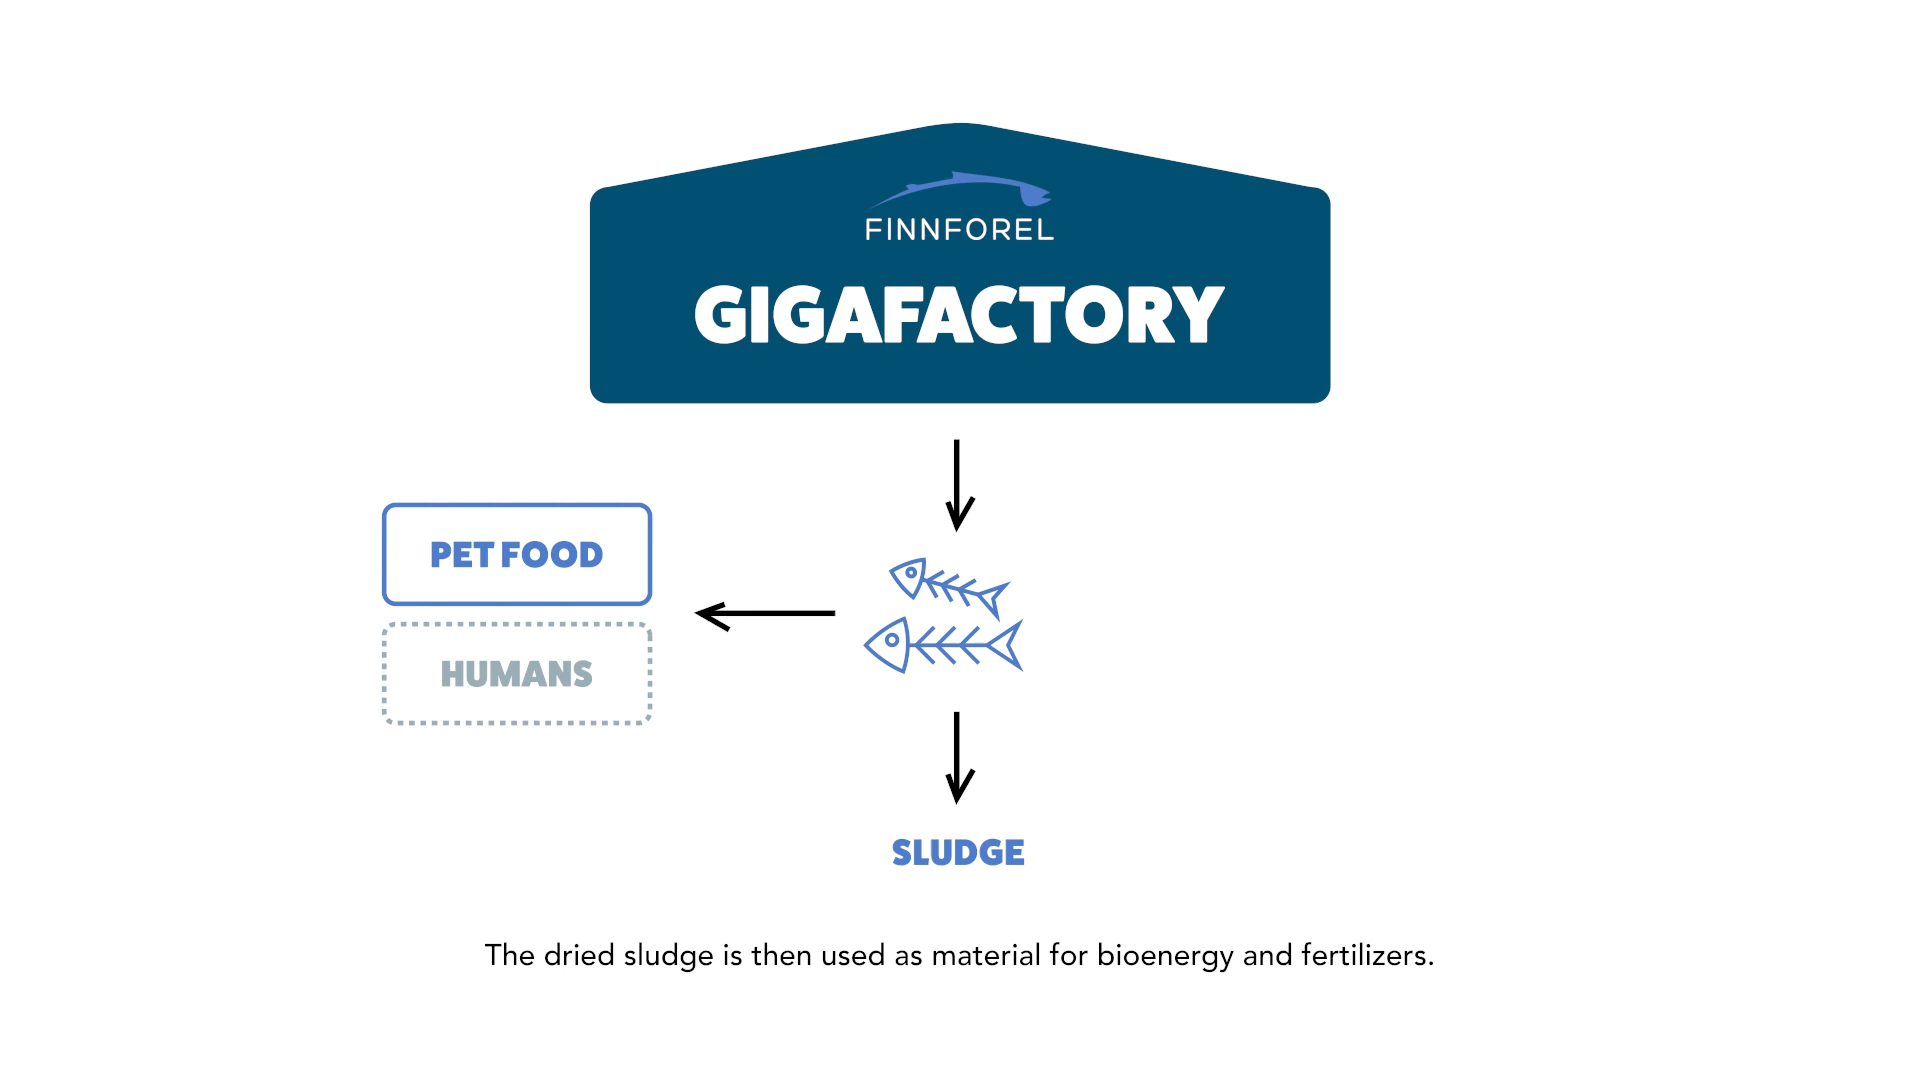 FINNFOREL
GIGAFACTORY
PET FOOD
HUMANS
SLUDGE
The dried sludge is then used as material for bioenergy and fertilizers.